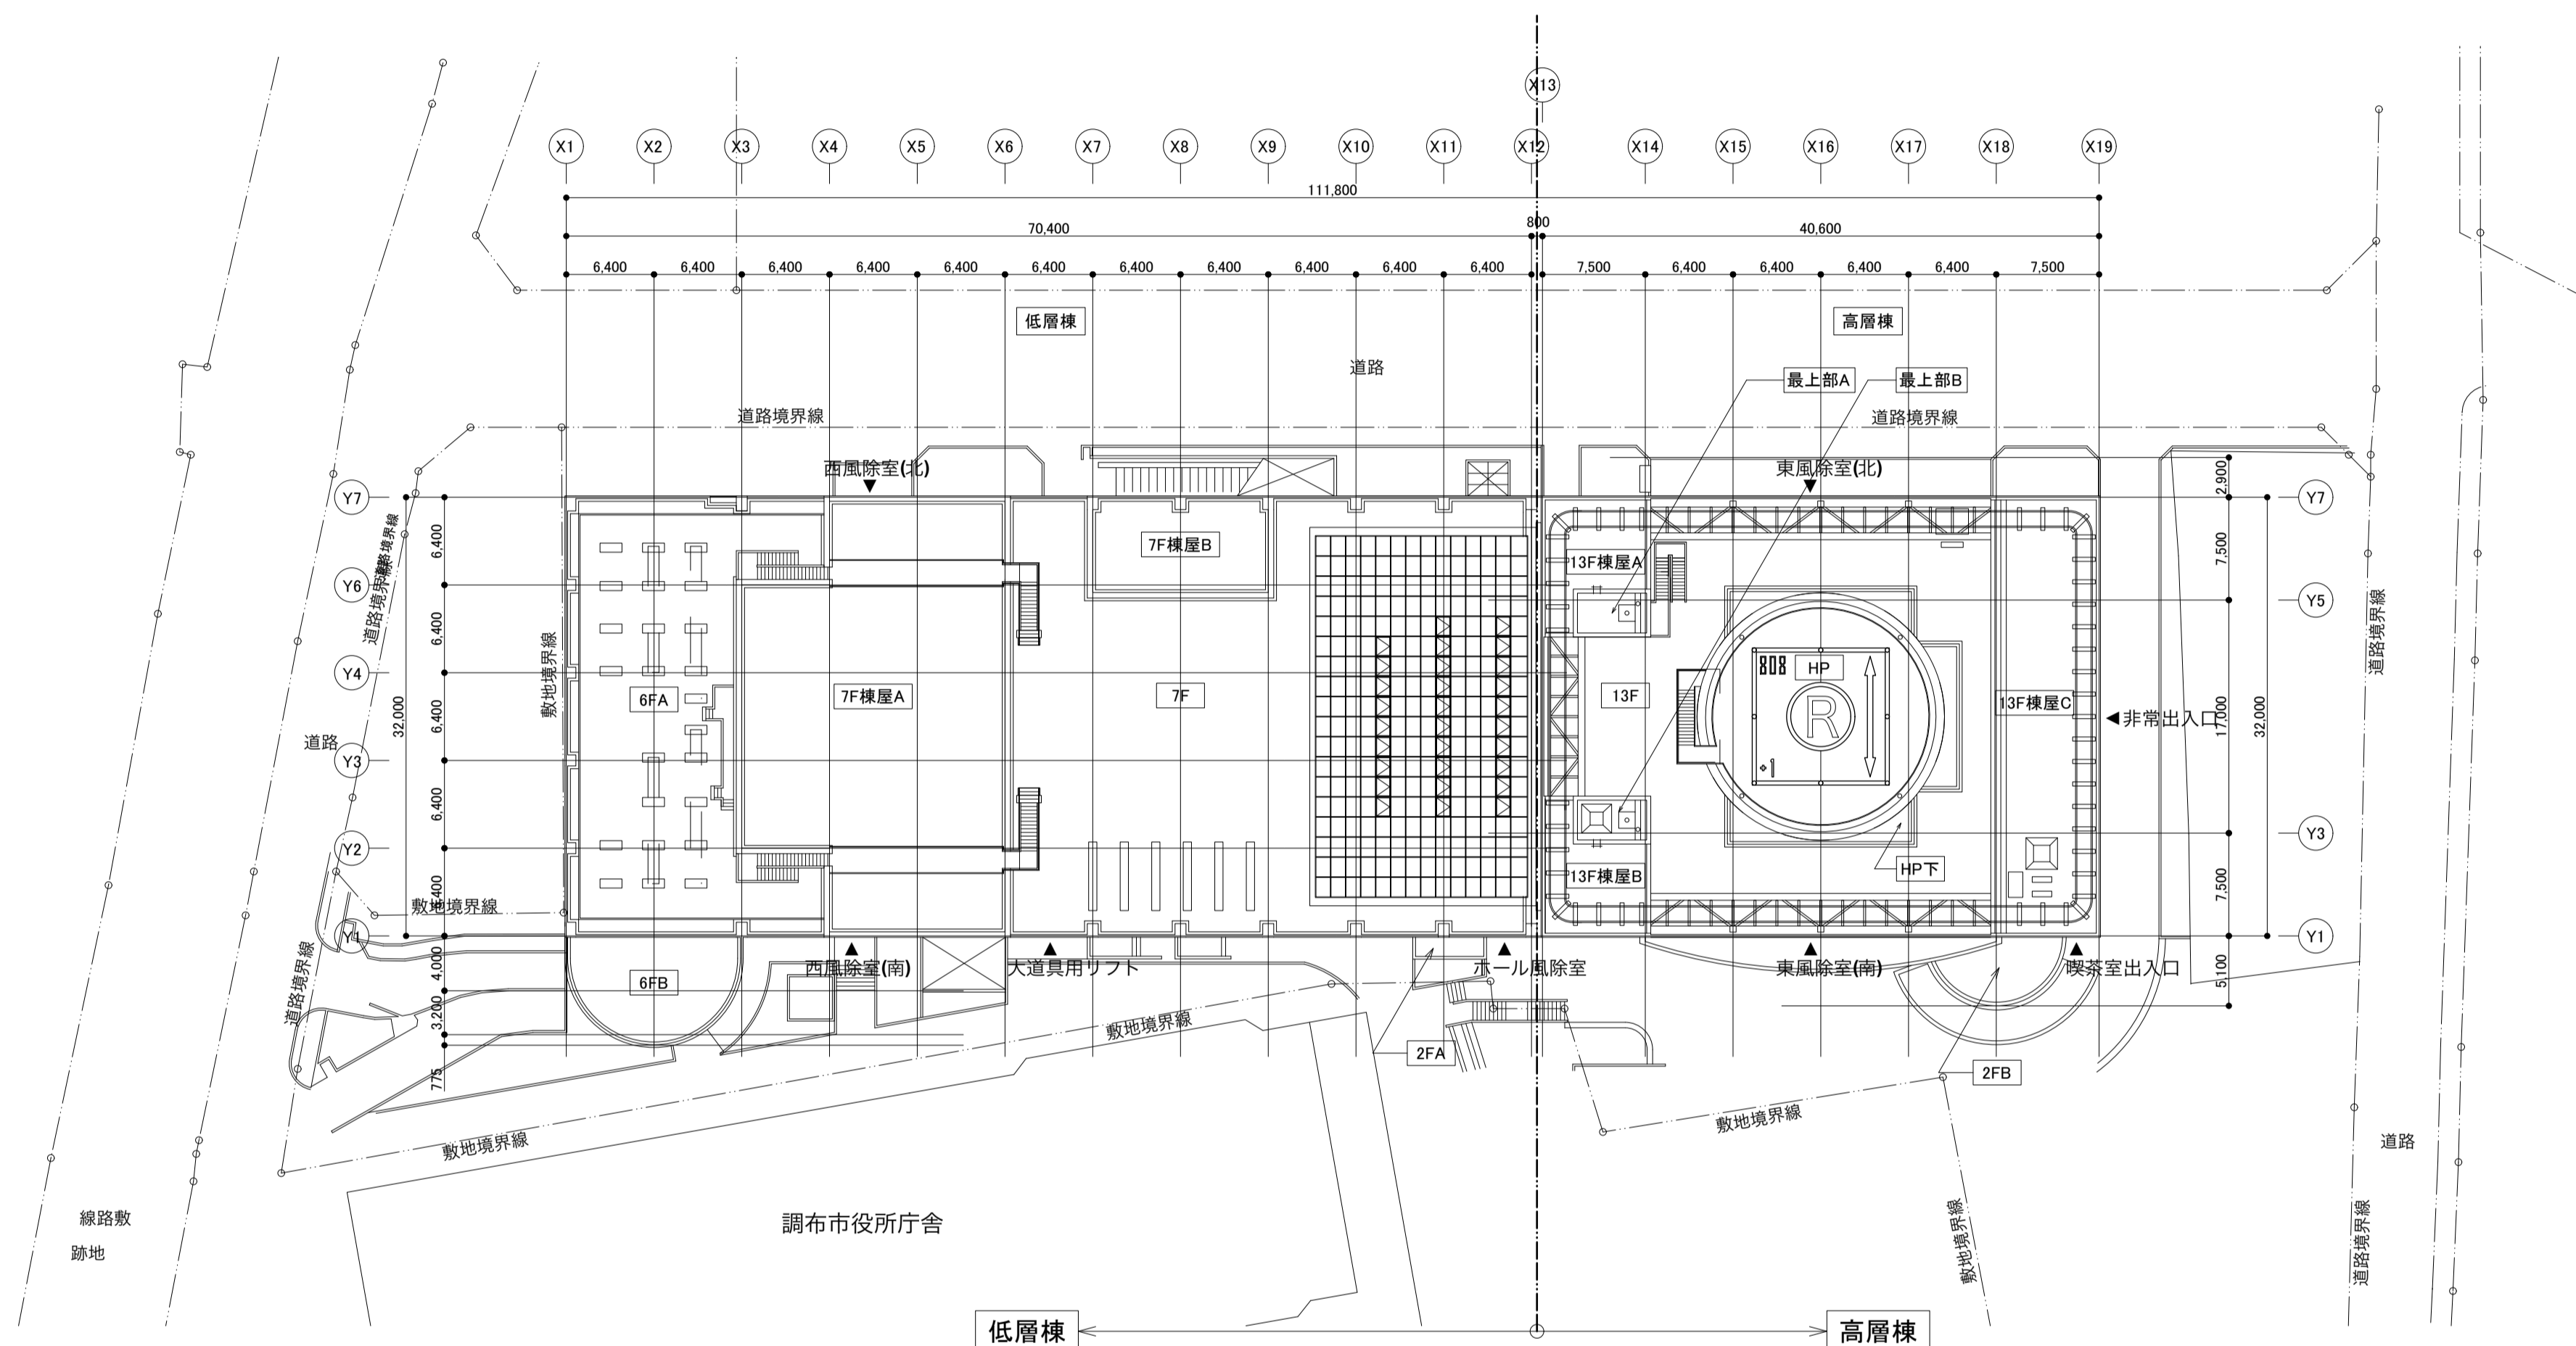 X13
X1 X2 X3 X4 X5 X6 X7 X8 X9 X10 X11 X12 X14 X15 X16 X17 X18 X19
111,800
70,400 800 40,600
6,400 6,400 6,400 6,400 6,400 6,400 6,400 6,400 6,400 6,400 6,400 7,500 6,400 6,400 6,400 6,400 7,500
低層棟 高層棟
道路
最上部A 最上部B
道路境界線 道路境界線
西風除室(北) 東風除室(北)
2,900
Y7 Y7
道路境界線
道路境界線
6,400
7F棟屋B
13F棟屋A
7,500
Y6
Y5
道路境界線
敷地境界線
6,400
Y4
808 HP
6FA 7F棟屋A 7F 13F 13F棟屋C
R
1
非常出入口
32,000
6,400
17,000
32,000
道路
Y3
6,400
Y3
Y2
13F棟屋B
HP下
7,500
6,400
敷地境界線
Y1 Y1
道路境界線
4,000
西風除室(南) 大道具用リフト ホール風除室 東風除室(南) 喫茶室出入口
5,100
6FB
3,200
敷地境界線
2FA
2FB
775
敷地境界線
敷地境界線
道路
線路敷
跡地
調布市役所庁舎
敷地境界線
道路境界線
低層棟 高層棟